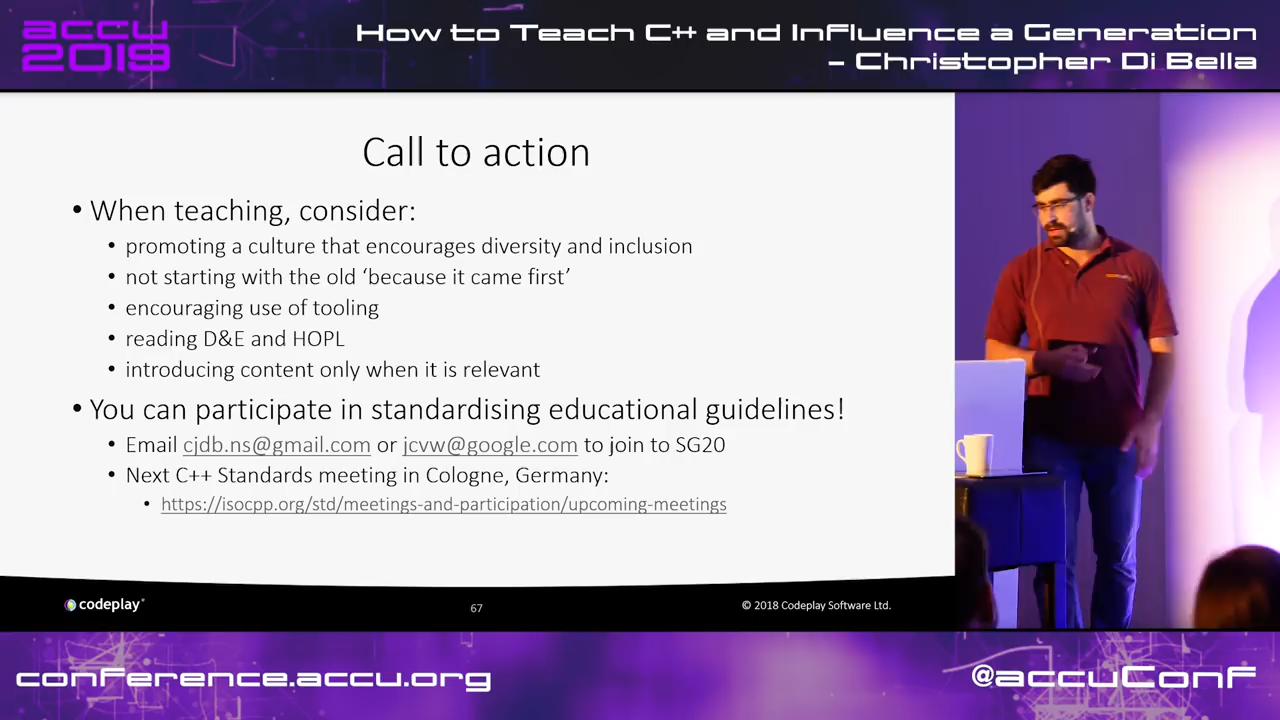 accu
2019
How to Teach C++ and Influence a Generation
– Christopher Di Bella
Call to action
• When teaching, consider:
• promoting a culture that encourages diversity and inclusion
• not starting with the old ‘because it came first’
• encouraging use of tooling
• reading D&E and HOPL
• introducing content only when it is relevant
• You can participate in standardising educational guidelines!
• Email cjdb.ns@gmail.com or jcvw@google.com to join to SG20
• Next C++ Standards meeting in Cologne, Germany:
• https://isocpp.org/std/meetings-and-participation/upcoming-meetings
codeplay®
67
© 2018 Codeplay Software Ltd.
conference.accu.org
@accuConf